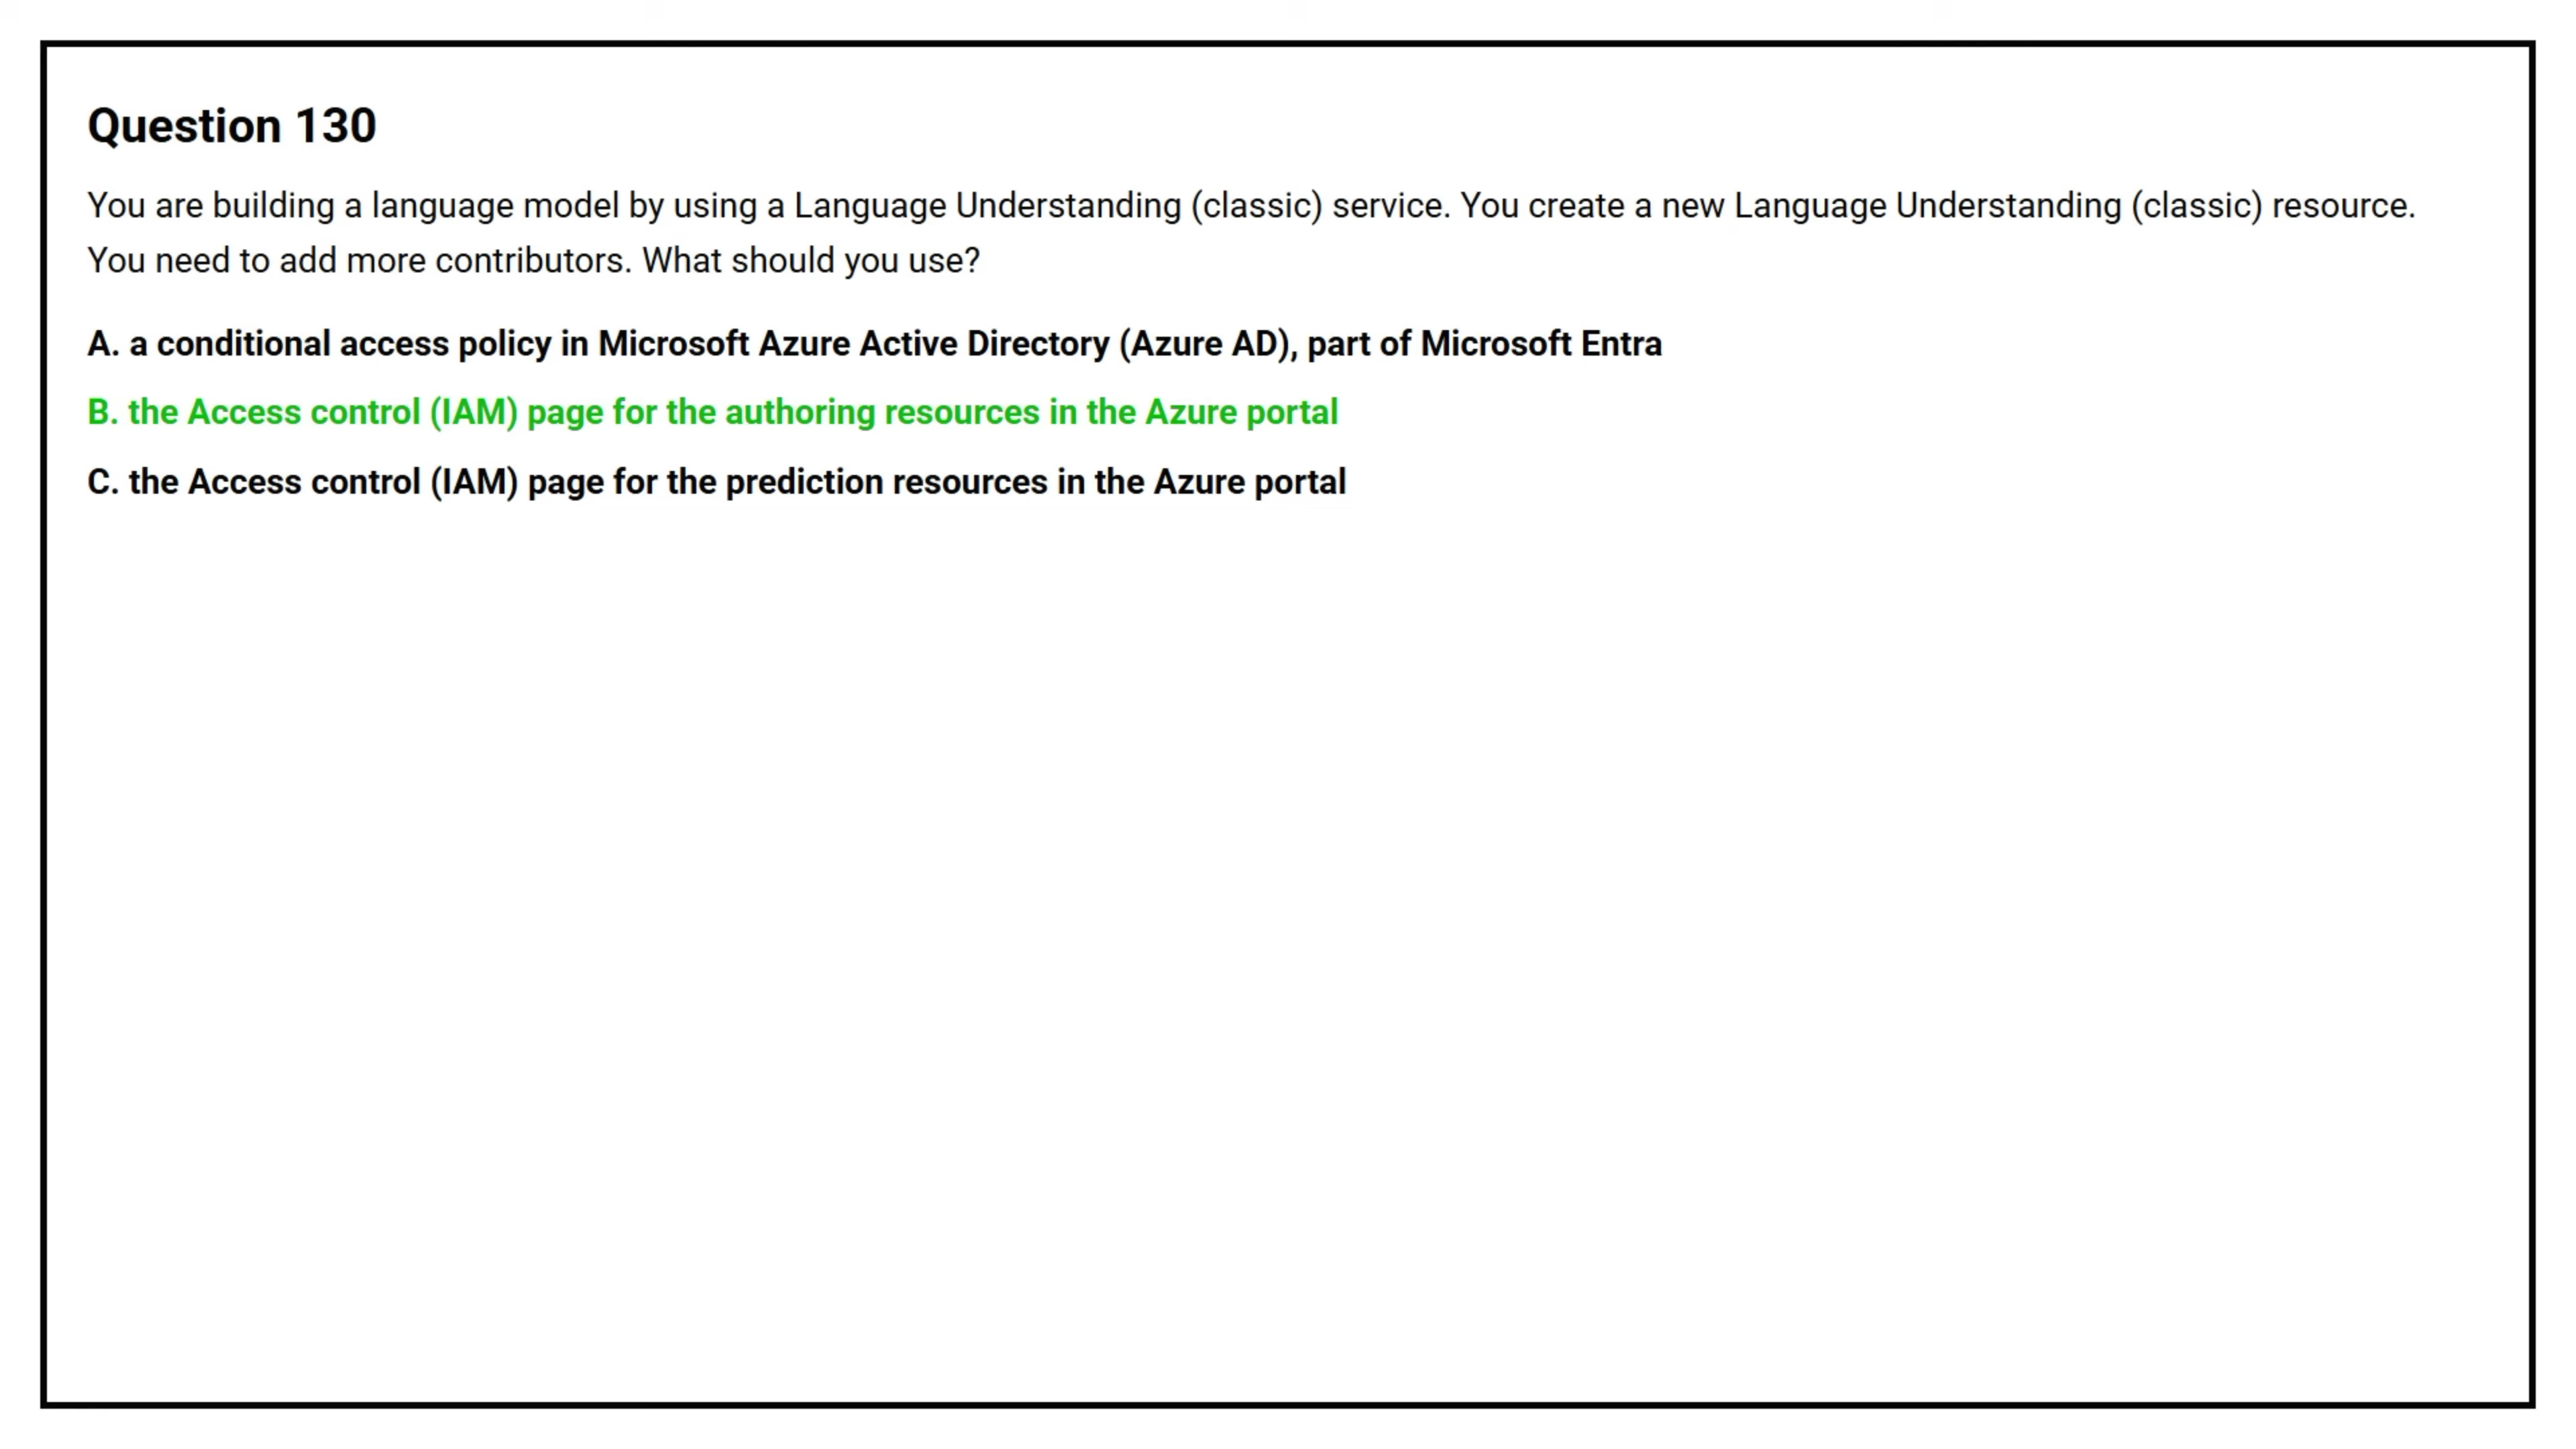 Question 130
You are building a language model by using a Language Understanding (classic) service. You create a new Language Understanding (classic) resource.
You need to add more contributors. What should you use?
A. a conditional access policy in Microsoft Azure Active Directory (Azure AD), part of Microsoft Entra
B. the Access control (IAM) page for the authoring resources in the Azure portal
C. the Access control (IAM) page for the prediction resources in the Azure portal